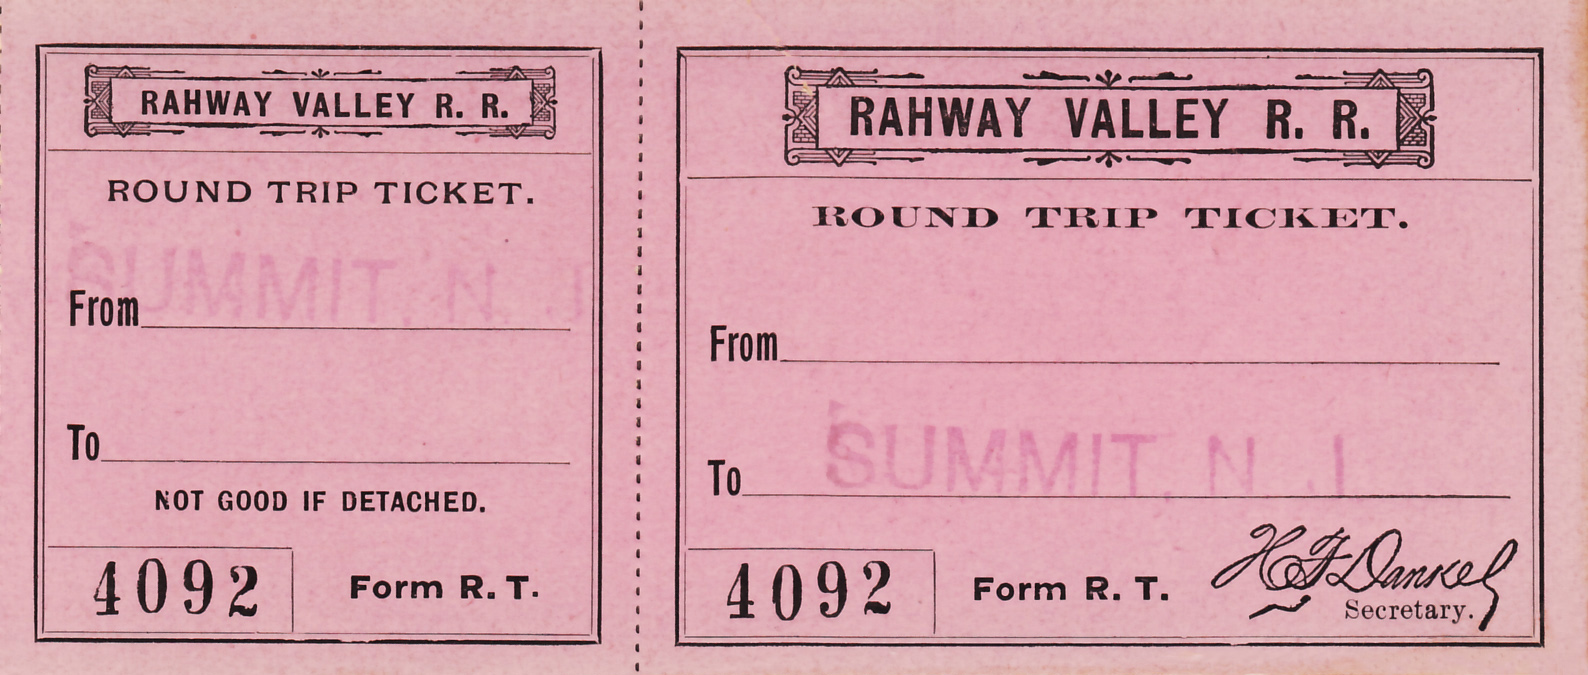 RAHWAY VALLEY R. R.
ROUND TRIP TICKET.
SUMMIT, N. J
From
To
NOT GOOD IF DETACHED.
4092
Form R. T.
RAHWAY VALLEY R. R.
ROUND TRIP TICKET.
From
SUMMIT, N. J
To
4092
Form R. T.
H. F. Dankel
Secretary.